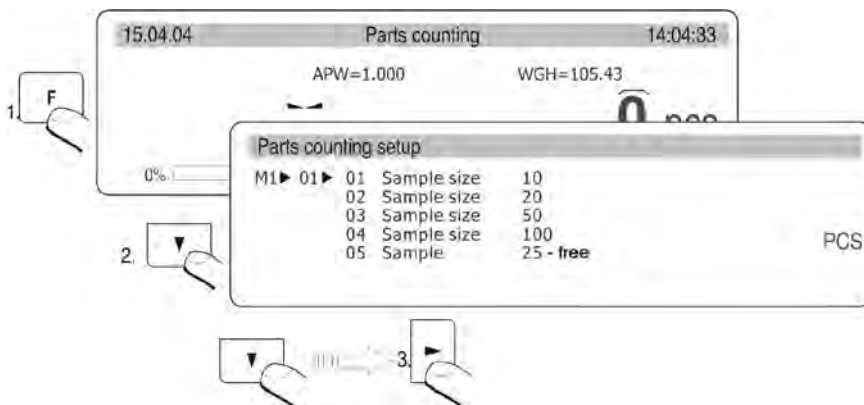 15.04.04 Parts counting 14:04:33
APW=1.000 WGH=105.43
1. F
0 pcs
0%
Parts counting setup
M1▶ 01▶ 01 Sample size 10
02 Sample size 20
03 Sample size 50
04 Sample size 100
05 Sample 25 - free
PCS
2.
3.